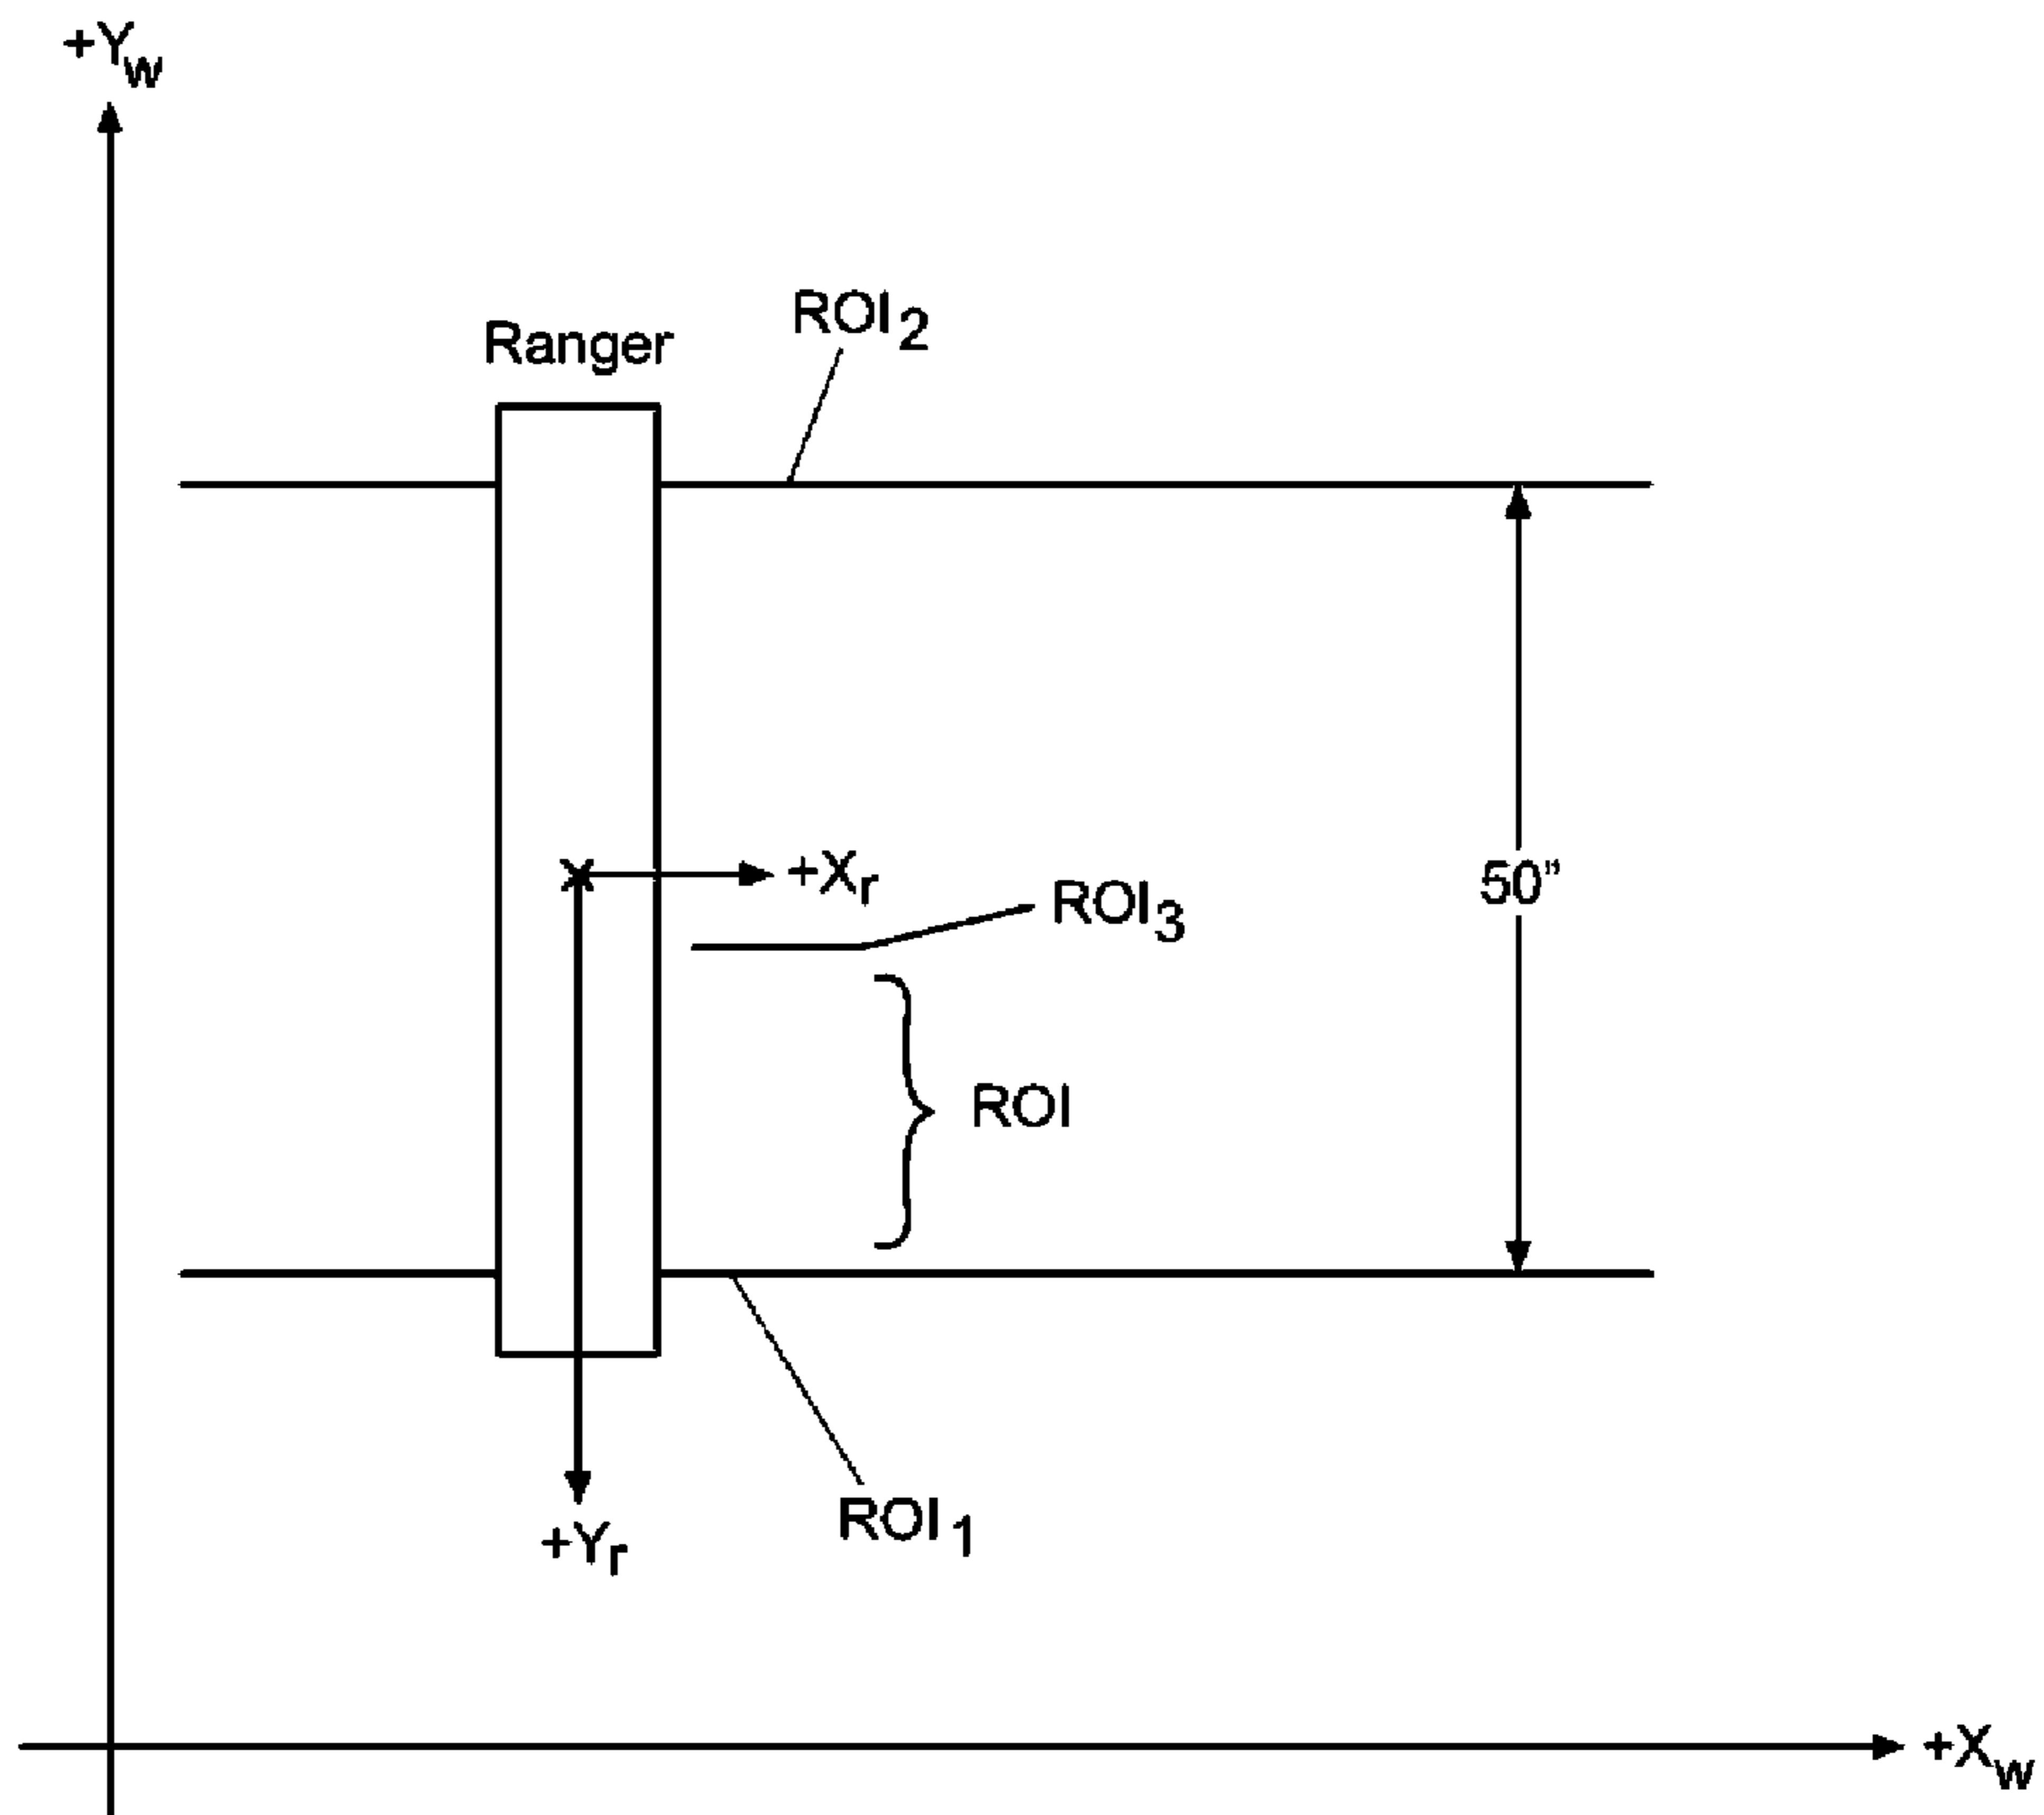 +Yw
ROI2
Ranger
+Xr
50”
ROI3
ROI
ROI1
+Yr
+Xw